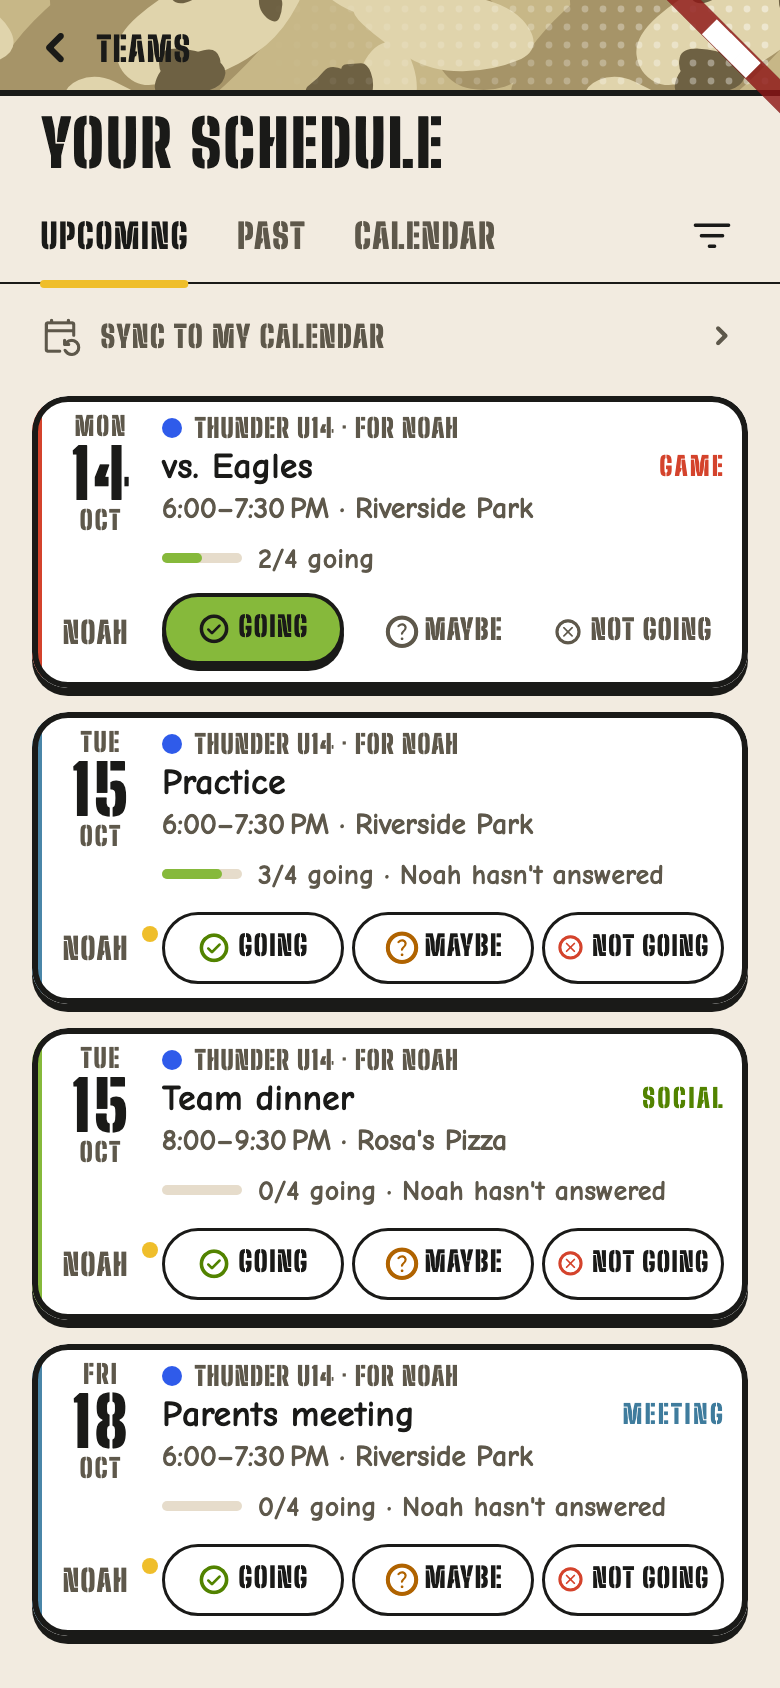 TEAMS
YOUR SCHEDULE
UPCOMING PAST CALENDAR
SYNC TO MY CALENDAR
MON
14
OCT
THUNDER U14 · FOR NOAH
vs. Eagles
GAME
6:00–7:30 PM · Riverside Park
2/4 going
NOAH GOING MAYBE NOT GOING
TUE
15
OCT
THUNDER U14 · FOR NOAH
Practice
6:00–7:30 PM · Riverside Park
3/4 going · Noah hasn't answered
NOAH GOING MAYBE NOT GOING
TUE
15
OCT
THUNDER U14 · FOR NOAH
Team dinner
SOCIAL
8:00–9:30 PM · Rosa's Pizza
0/4 going · Noah hasn't answered
NOAH GOING MAYBE NOT GOING
FRI
18
OCT
THUNDER U14 · FOR NOAH
Parents meeting
MEETING
6:00–7:30 PM · Riverside Park
0/4 going · Noah hasn't answered
NOAH GOING MAYBE NOT GOING